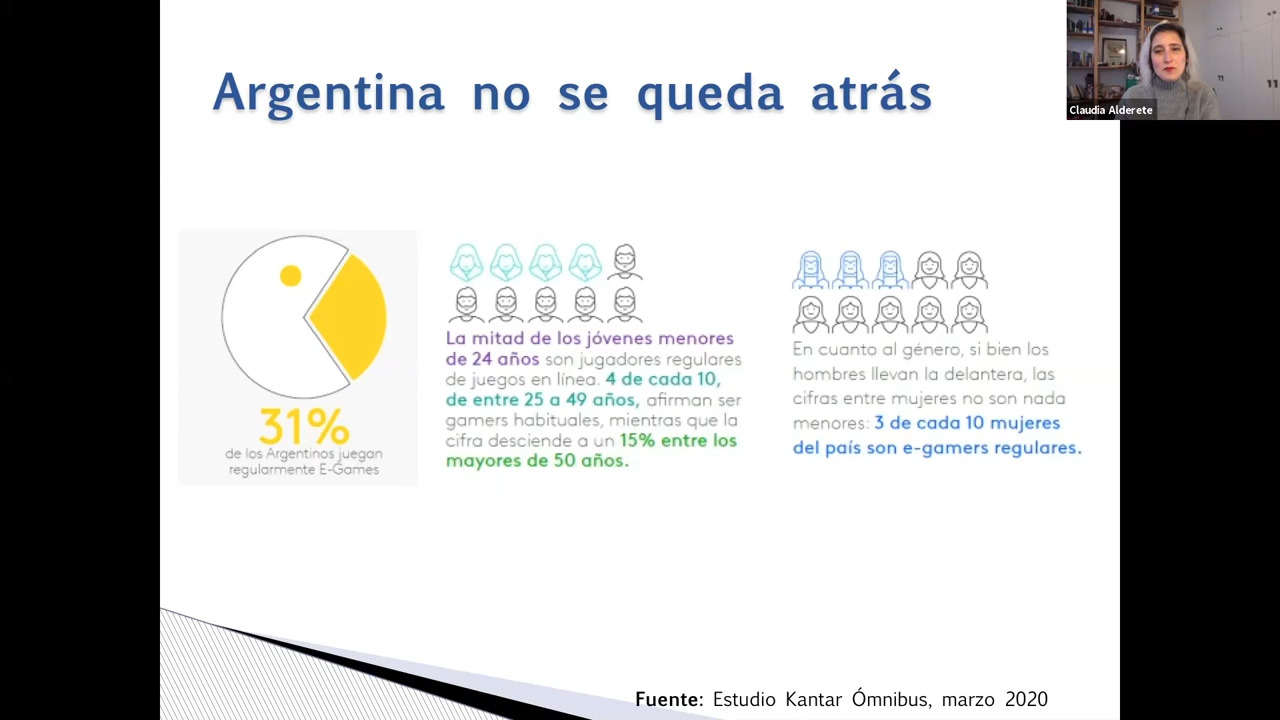 Argentina no se queda atrás
Claudia Alderete
31%
de los Argentinos juegan
regularmente E-Games
La mitad de los jóvenes menores
de 24 años son jugadores regulares
de juegos en línea. 4 de cada 10,
de entre 25 a 49 años, afirman ser
gamers habituales, mientras que la
cifra desciende a un 15% entre los
mayores de 50 años.
En cuanto al género, si bien los
hombres llevan la delantera, las
cifras entre mujeres no son nada
menores: 3 de cada 10 mujeres
del país son e-gamers regulares.
Fuente: Estudio Kantar Ómnibus, marzo 2020